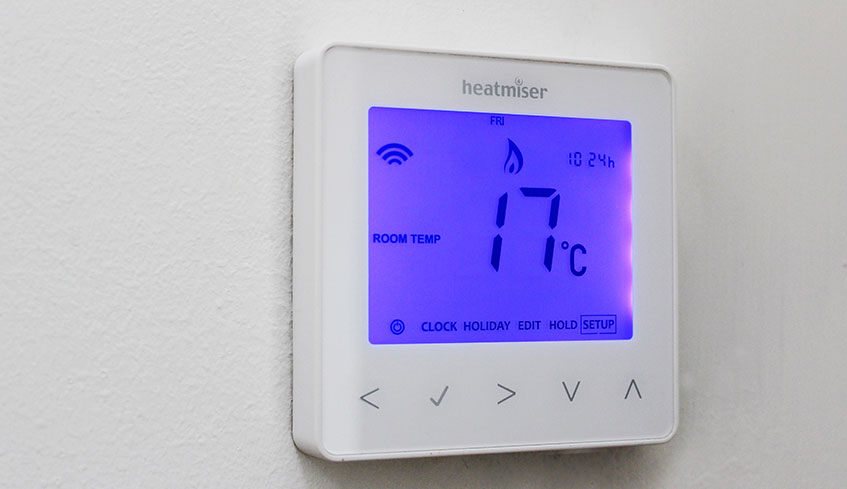 heatmiser
FRI
10 24h
ROOM TEMP
17°C
CLOCK HOLIDAY EDIT HOLD SETUP